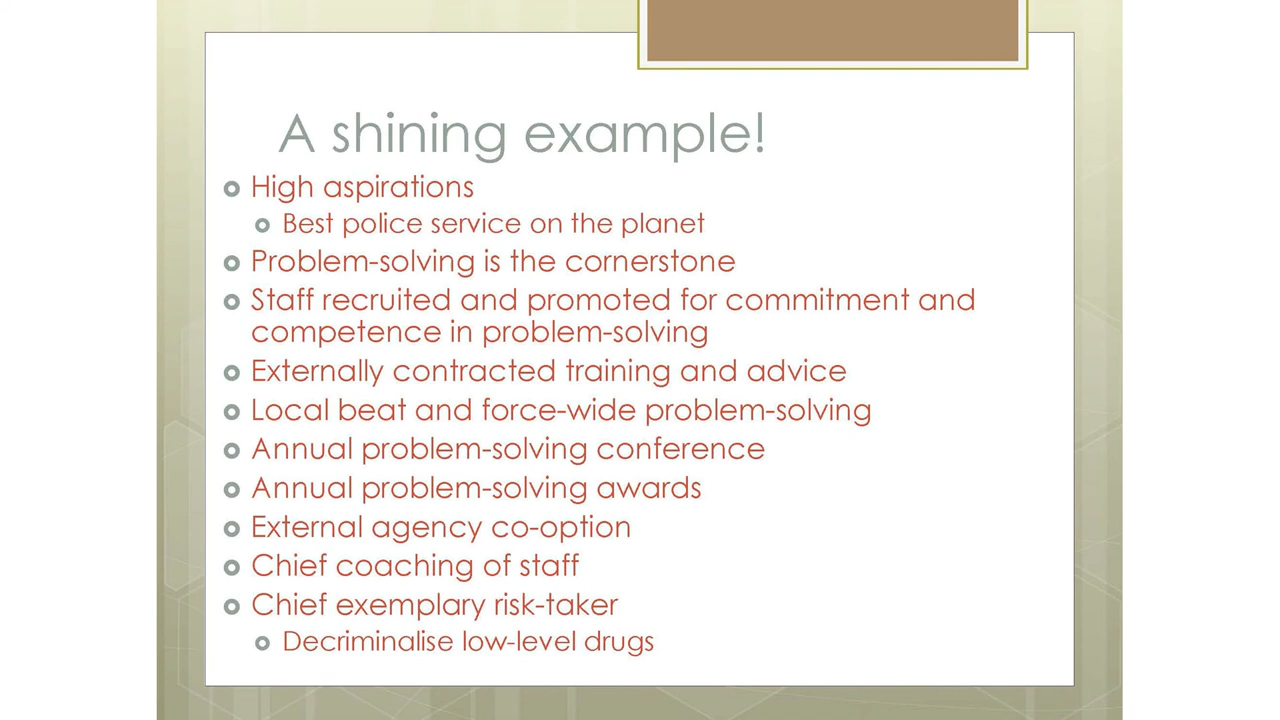 A shining example!
High aspirations
Best police service on the planet
Problem-solving is the cornerstone
Staff recruited and promoted for commitment and
competence in problem-solving
Externally contracted training and advice
Local beat and force-wide problem-solving
Annual problem-solving conference
Annual problem-solving awards
External agency co-option
Chief coaching of staff
Chief exemplary risk-taker
Decriminalise low-level drugs